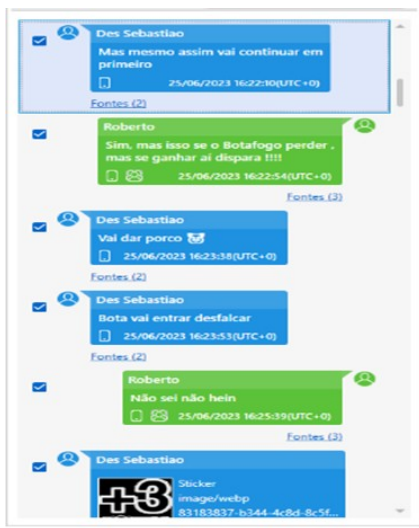 Des Sebastiao
Mas mesmo assim vai continuar em
primeiro
25/06/2023 16:22:10(UTC+0)
Fontes (2)
Roberto
Sim, mas isso se o Botafogo perder ,
mas se ganhar aí dispara !!!!
25/06/2023 16:22:54(UTC+0)
Fontes (3)
Des Sebastiao
Vai dar porco 🐷
25/06/2023 16:23:38(UTC+0)
Fontes (2)
Des Sebastiao
Bota vai entrar desfalcar
25/06/2023 16:23:53(UTC+0)
Fontes (2)
Roberto
Não sei não hein
25/06/2023 16:25:39(UTC+0)
Fontes (3)
Des Sebastiao
+3
Sticker
image/webp
83183837-b344-4c8d-8c5f...